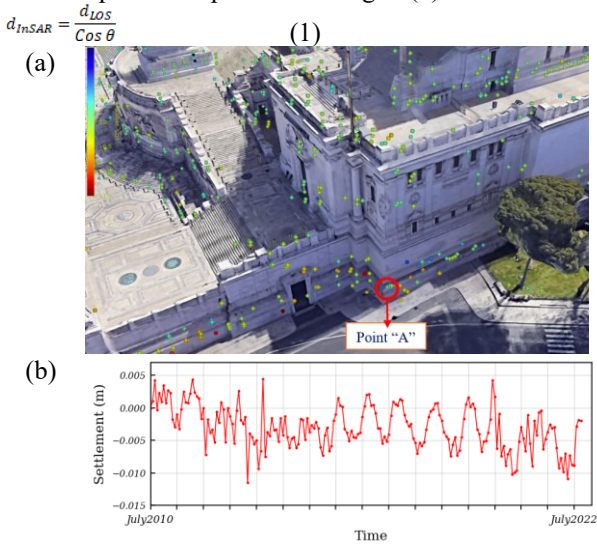 d_InSAR = d_LOS / Cos θ (1)
(a)
Point “A”
(b)
Settlement (m)
0.005
0.000
−0.005
−0.010
−0.015
July2010 July2022
Time